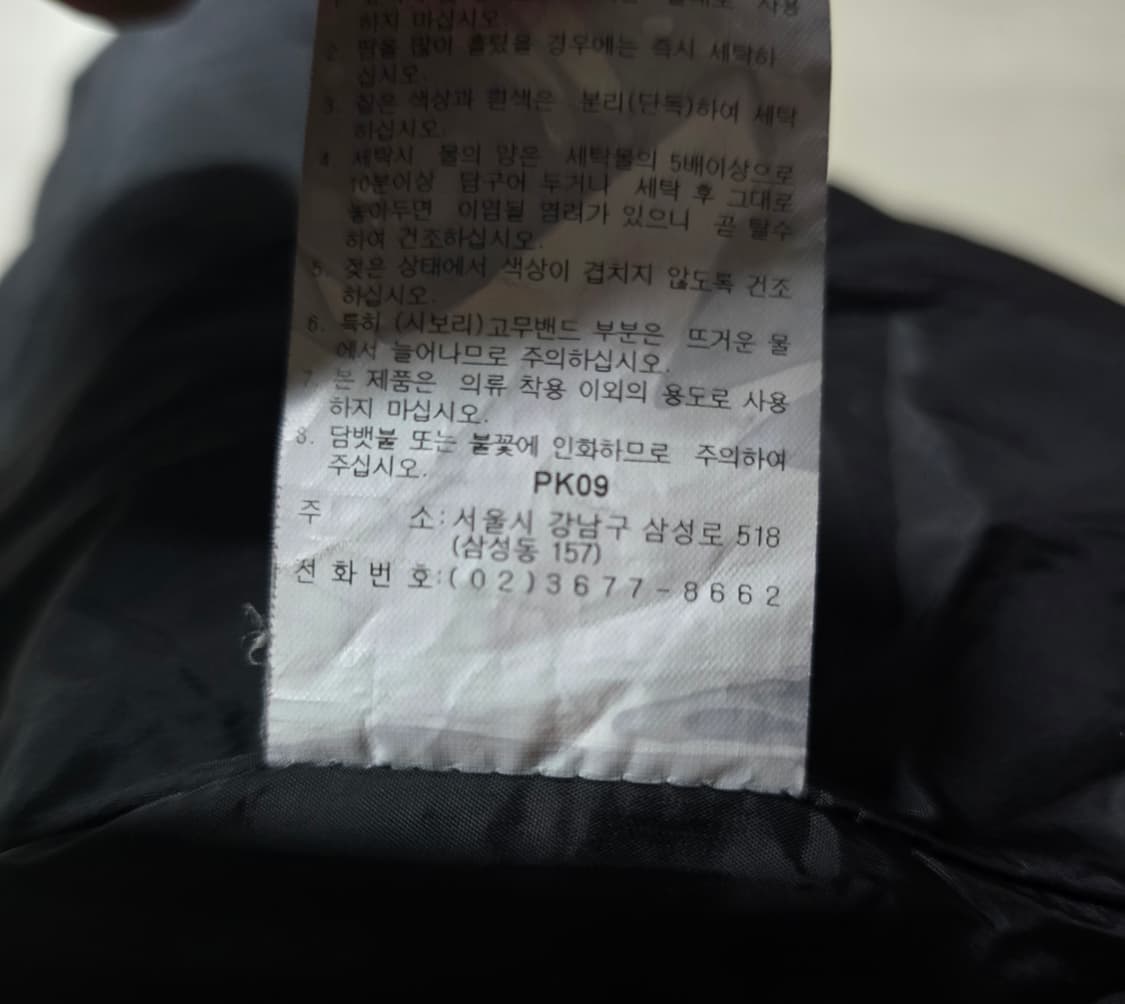 사용
하지 마십시오.
2. 땀을 많이 흘렸을 경우에는 즉시 세탁하
십시오.
3. 짙은 색상과 흰색은 분리(단독)하여 세탁
하십시오.
4. 세탁시 물의 양은 세탁물의 5배이상으로
10분이상 담구어 두거나 세탁 후 그대로
놓아두면 이염될 염려가 있으니 곧 탈수
하여 건조하십시오.
5. 젖은 상태에서 색상이 겹치지 않도록 건조
하십시오.
6. 특히 (시보리)고무밴드 부분은 뜨거운 물
에서 늘어나므로 주의하십시오.
7. 본 제품은 의류 착용 이외의 용도로 사용
하지 마십시오.
8. 담뱃불 또는 불꽃에 인화하므로 주의하여
주십시오.
PK09
주 소: 서울시 강남구 삼성로 518
(삼성동 157)
전화번호:(02)3677-8662